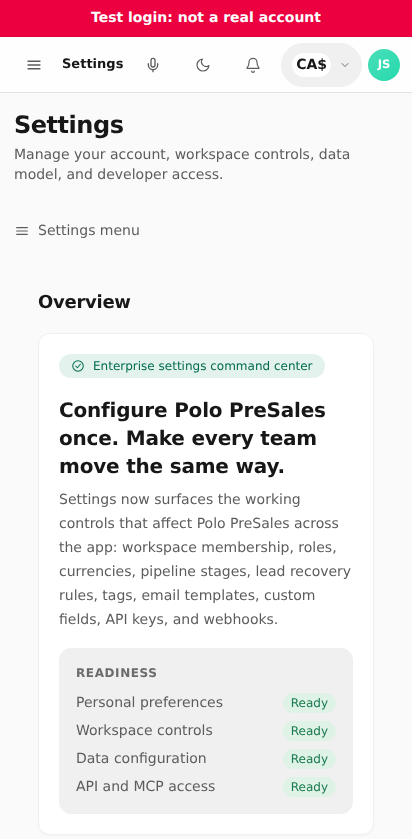 Test login: not a real account
Settings
CA$
JS
Settings
Manage your account, workspace controls, data
model, and developer access.
Settings menu
Overview
Enterprise settings command center
Configure Polo PreSales
once. Make every team
move the same way.
Settings now surfaces the working
controls that affect Polo PreSales across
the app: workspace membership, roles,
currencies, pipeline stages, lead recovery
rules, tags, email templates, custom
fields, API keys, and webhooks.
READINESS
Personal preferences Ready
Workspace controls Ready
Data configuration Ready
API and MCP access Ready